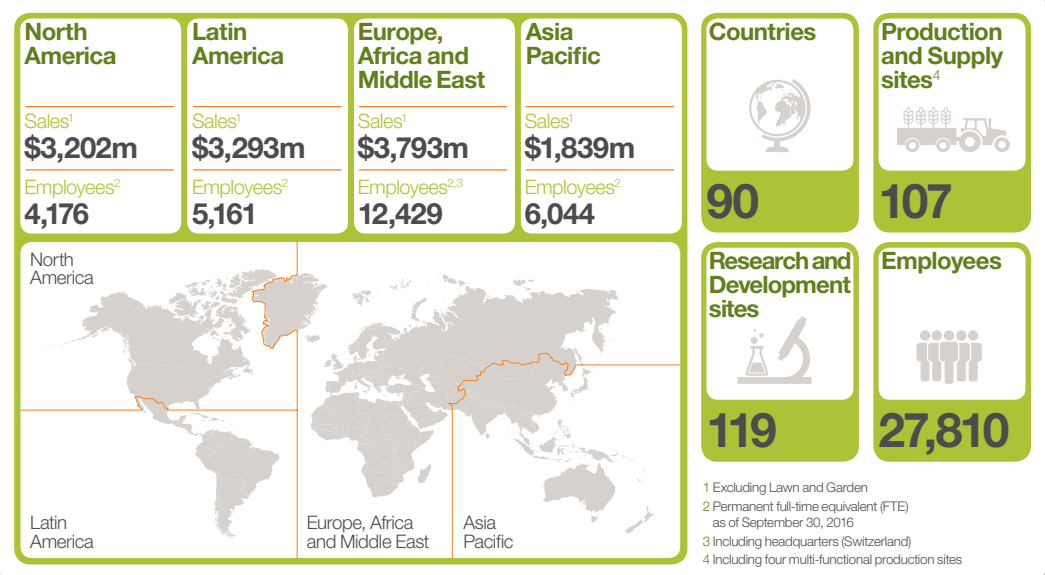 North
America
Sales1
$3,202m
Employees2
4,176
Latin
America
Sales1
$3,293m
Employees2
5,161
Europe,
Africa and
Middle East
Sales1
$3,793m
Employees2,3
12,429
Asia
Pacific
Sales1
$1,839m
Employees2
6,044
North
America
Latin
America
Europe, Africa
and Middle East
Asia
Pacific
Countries
90
Production
and Supply
sites4
107
Research and
Development
sites
119
Employees
27,810
1 Excluding Lawn and Garden
2 Permanent full-time equivalent (FTE)
as of September 30, 2016
3 Including headquarters (Switzerland)
4 Including four multi-functional production sites